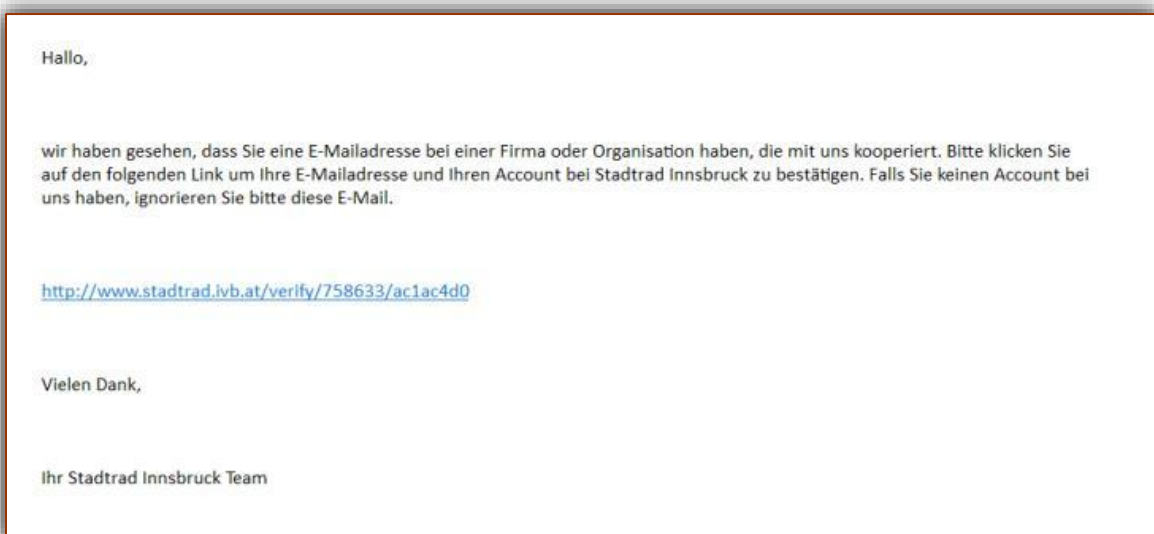 Hallo,
wir haben gesehen, dass Sie eine E-Mailadresse bei einer Firma oder Organisation haben, die mit uns kooperiert. Bitte klicken Sie
auf den folgenden Link um Ihre E-Mailadresse und Ihren Account bei Stadtrad Innsbruck zu bestätigen. Falls Sie keinen Account bei
uns haben, ignorieren Sie bitte diese E-Mail.
http://www.stadtrad.ivb.at/verify/758633/ac1ac4d0
Vielen Dank,
Ihr Stadtrad Innsbruck Team